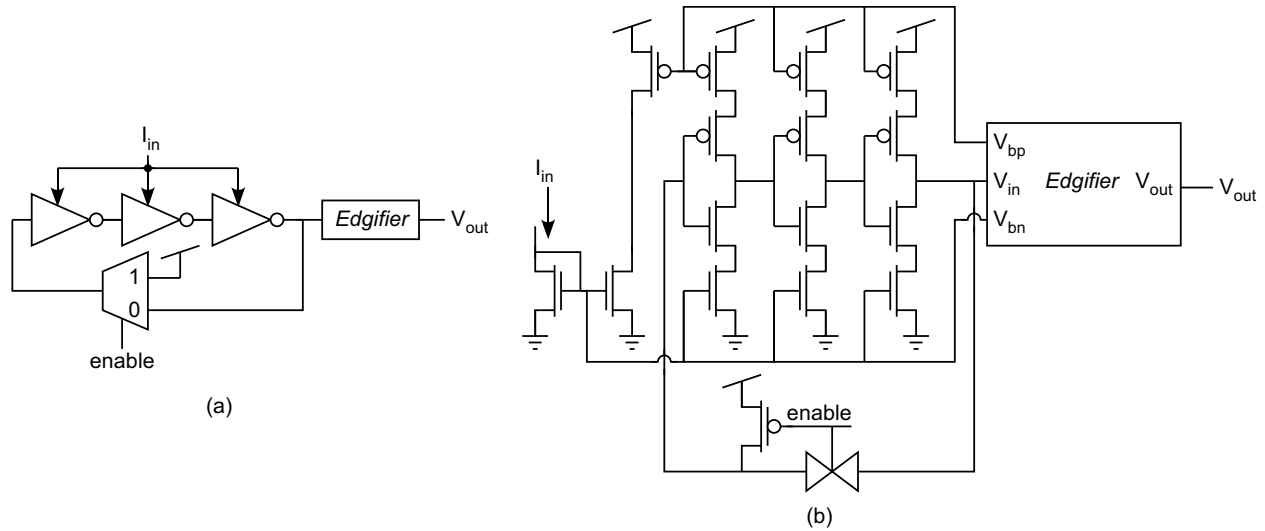 I_in
Edgifier
V_out
1
0
enable
(a)
I_in
V_bp
V_in Edgifier V_out
V_out
V_bn
enable
(b)